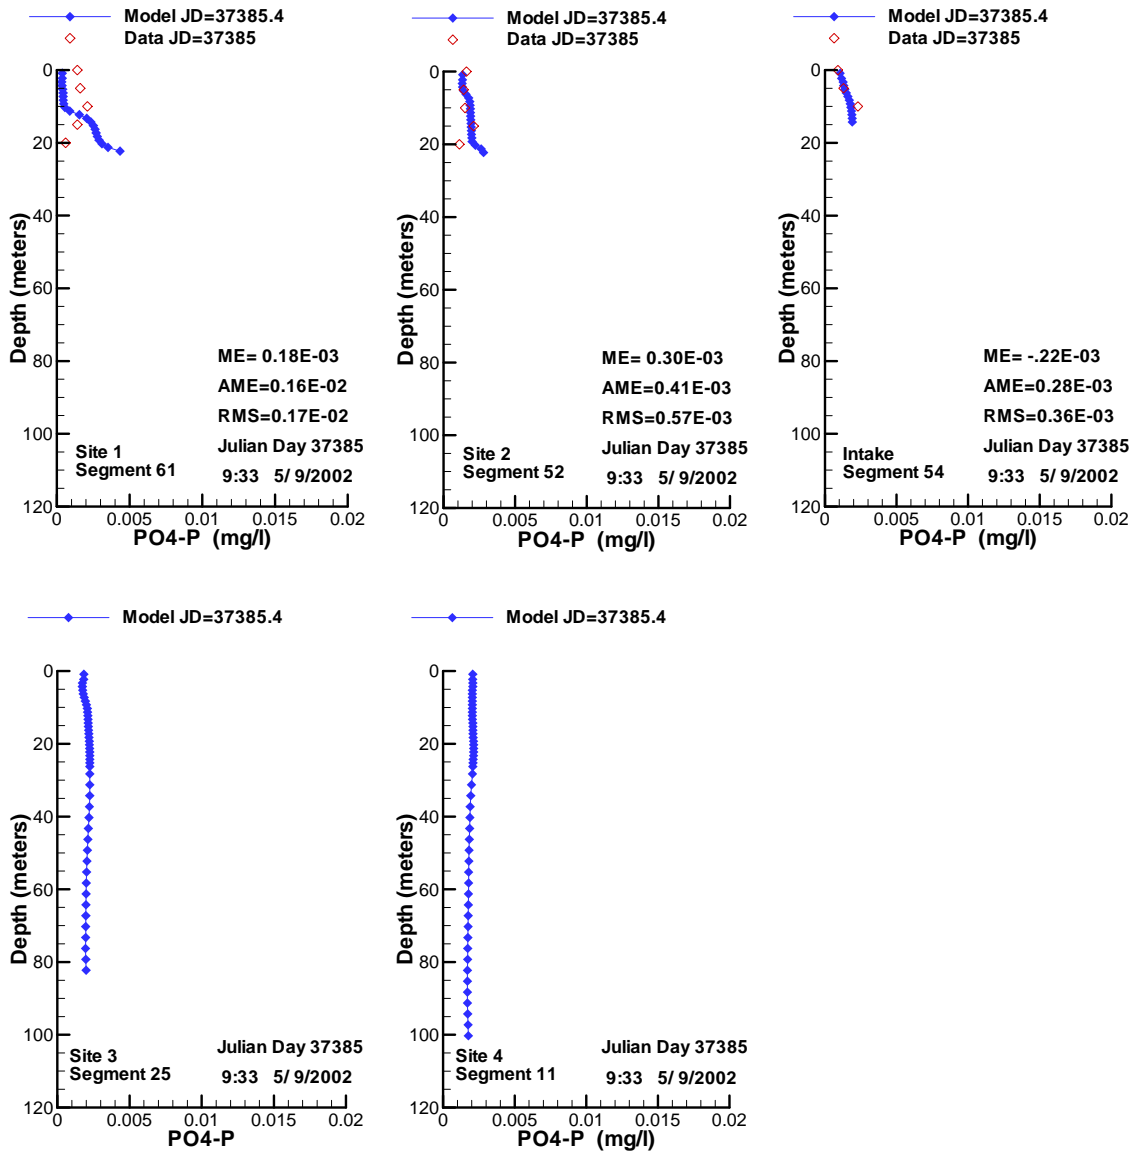 Model JD=37385.4
Data JD=37385
0
20
40
60
80
100
120
Depth (meters)
ME= 0.18E-03
AME=0.16E-02
RMS=0.17E-02
Site 1
Segment 61
Julian Day 37385
9:33 5/ 9/2002
0 0.005 0.01 0.015 0.02
PO4-P (mg/l)
Model JD=37385.4
Data JD=37385
0
20
40
60
80
100
120
Depth (meters)
ME= 0.30E-03
AME=0.41E-03
RMS=0.57E-03
Site 2
Segment 52
Julian Day 37385
9:33 5/ 9/2002
0 0.005 0.01 0.015 0.02
PO4-P (mg/l)
Model JD=37385.4
Data JD=37385
0
20
40
60
80
100
120
Depth (meters)
ME= -.22E-03
AME=0.28E-03
RMS=0.36E-03
Intake
Segment 54
Julian Day 37385
9:33 5/ 9/2002
0 0.005 0.01 0.015 0.02
PO4-P (mg/l)
Model JD=37385.4
0
20
40
60
80
100
120
Depth (meters)
Site 3
Segment 25
Julian Day 37385
9:33 5/ 9/2002
0 0.005 0.01 0.015 0.02
PO4-P
Model JD=37385.4
0
20
40
60
80
100
120
Depth (meters)
Site 4
Segment 11
Julian Day 37385
9:33 5/ 9/2002
0 0.005 0.01 0.015 0.02
PO4-P (mg/l)